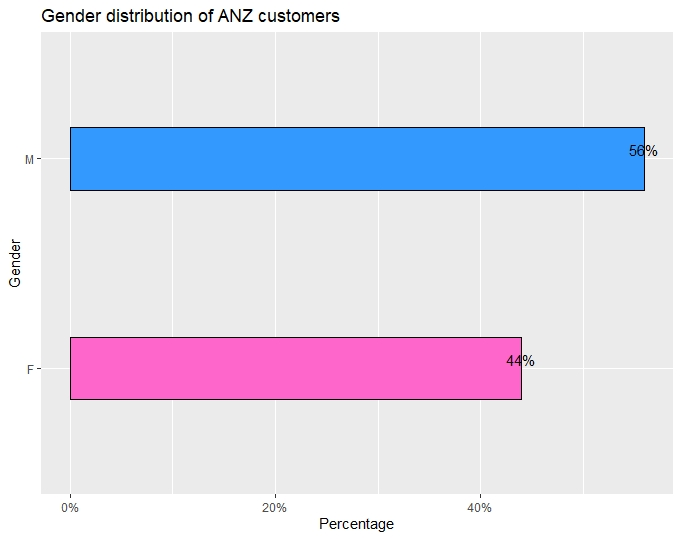 Gender distribution of ANZ customers
M
56%
Gender
F
44%
0% 20% 40%
Percentage